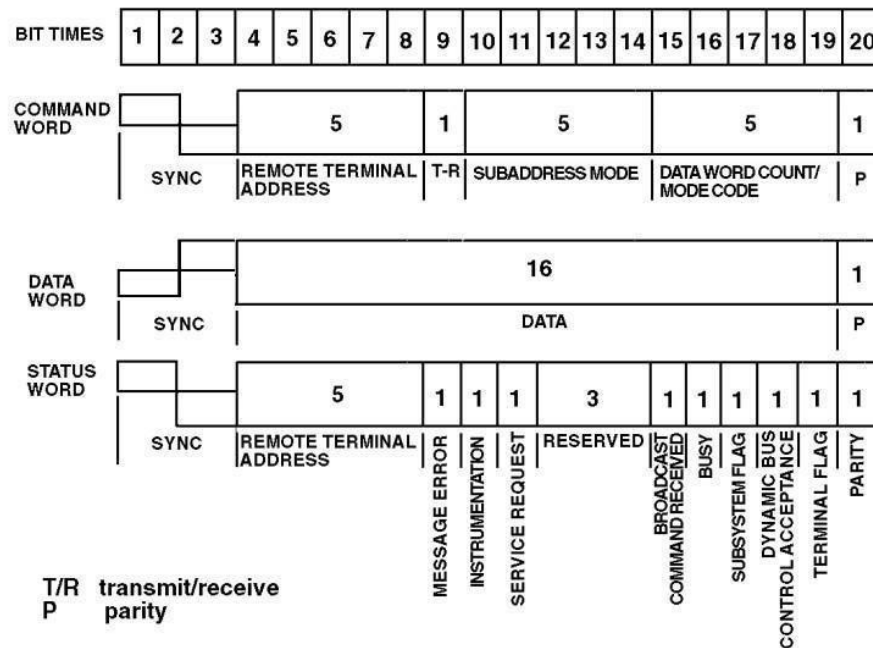 BIT TIMES 1 2 3 4 5 6 7 8 9 10 11 12 13 14 15 16 17 18 19 20
COMMAND
WORD
5 1 5 5 1
SYNC
REMOTE TERMINAL
ADDRESS
T-R
SUBADDRESS MODE
DATA WORD COUNT/
MODE CODE
P
DATA
WORD
16 1
SYNC
DATA
P
STATUS
WORD
5 1 1 1 3 1 1 1 1 1 1
SYNC
REMOTE TERMINAL
ADDRESS
MESSAGE ERROR
INSTRUMENTATION
SERVICE REQUEST
RESERVED
BROADCAST
COMMAND RECEIVED
BUSY
SUBSYSTEM FLAG
DYNAMIC BUS
CONTROL ACCEPTANCE
TERMINAL FLAG
PARITY
T/R transmit/receive
P parity